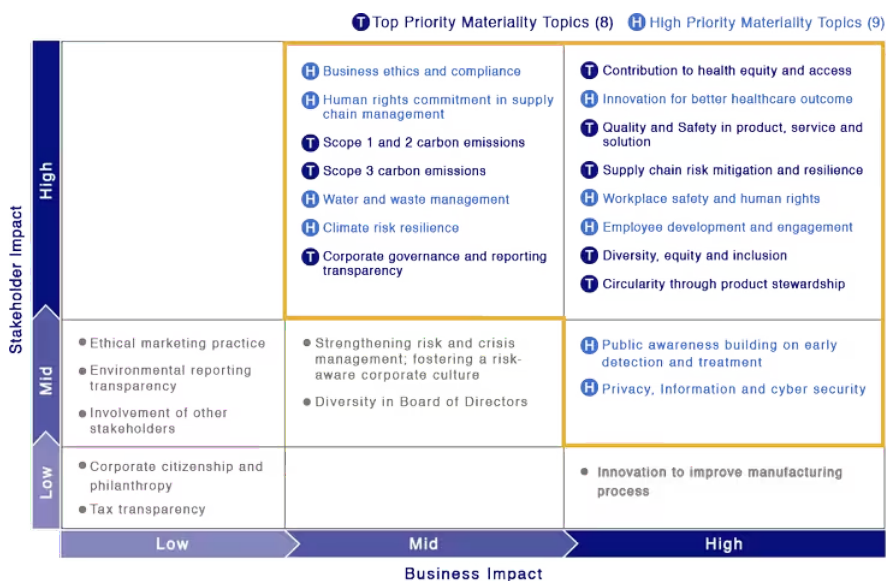 T Top Priority Materiality Topics (8) H High Priority Materiality Topics (9)
Stakeholder Impact
High
H Business ethics and compliance
H Human rights commitment in supply
chain management
T Scope 1 and 2 carbon emissions
T Scope 3 carbon emissions
H Water and waste management
H Climate risk resilience
T Corporate governance and reporting
transparency
T Contribution to health equity and access
H Innovation for better healthcare outcome
T Quality and Safety in product, service and
solution
T Supply chain risk mitigation and resilience
H Workplace safety and human rights
H Employee development and engagement
T Diversity, equity and inclusion
T Circularity through product stewardship
Mid
● Ethical marketing practice
● Environmental reporting
transparency
● Involvement of other
stakeholders
● Strengthening risk and crisis
management; fostering a risk-
aware corporate culture
● Diversity in Board of Directors
H Public awareness building on early
detection and treatment
H Privacy, Information and cyber security
Low
● Corporate citizenship and
philanthropy
● Tax transparency
● Innovation to improve manufacturing
process
Low
Mid
High
Business Impact